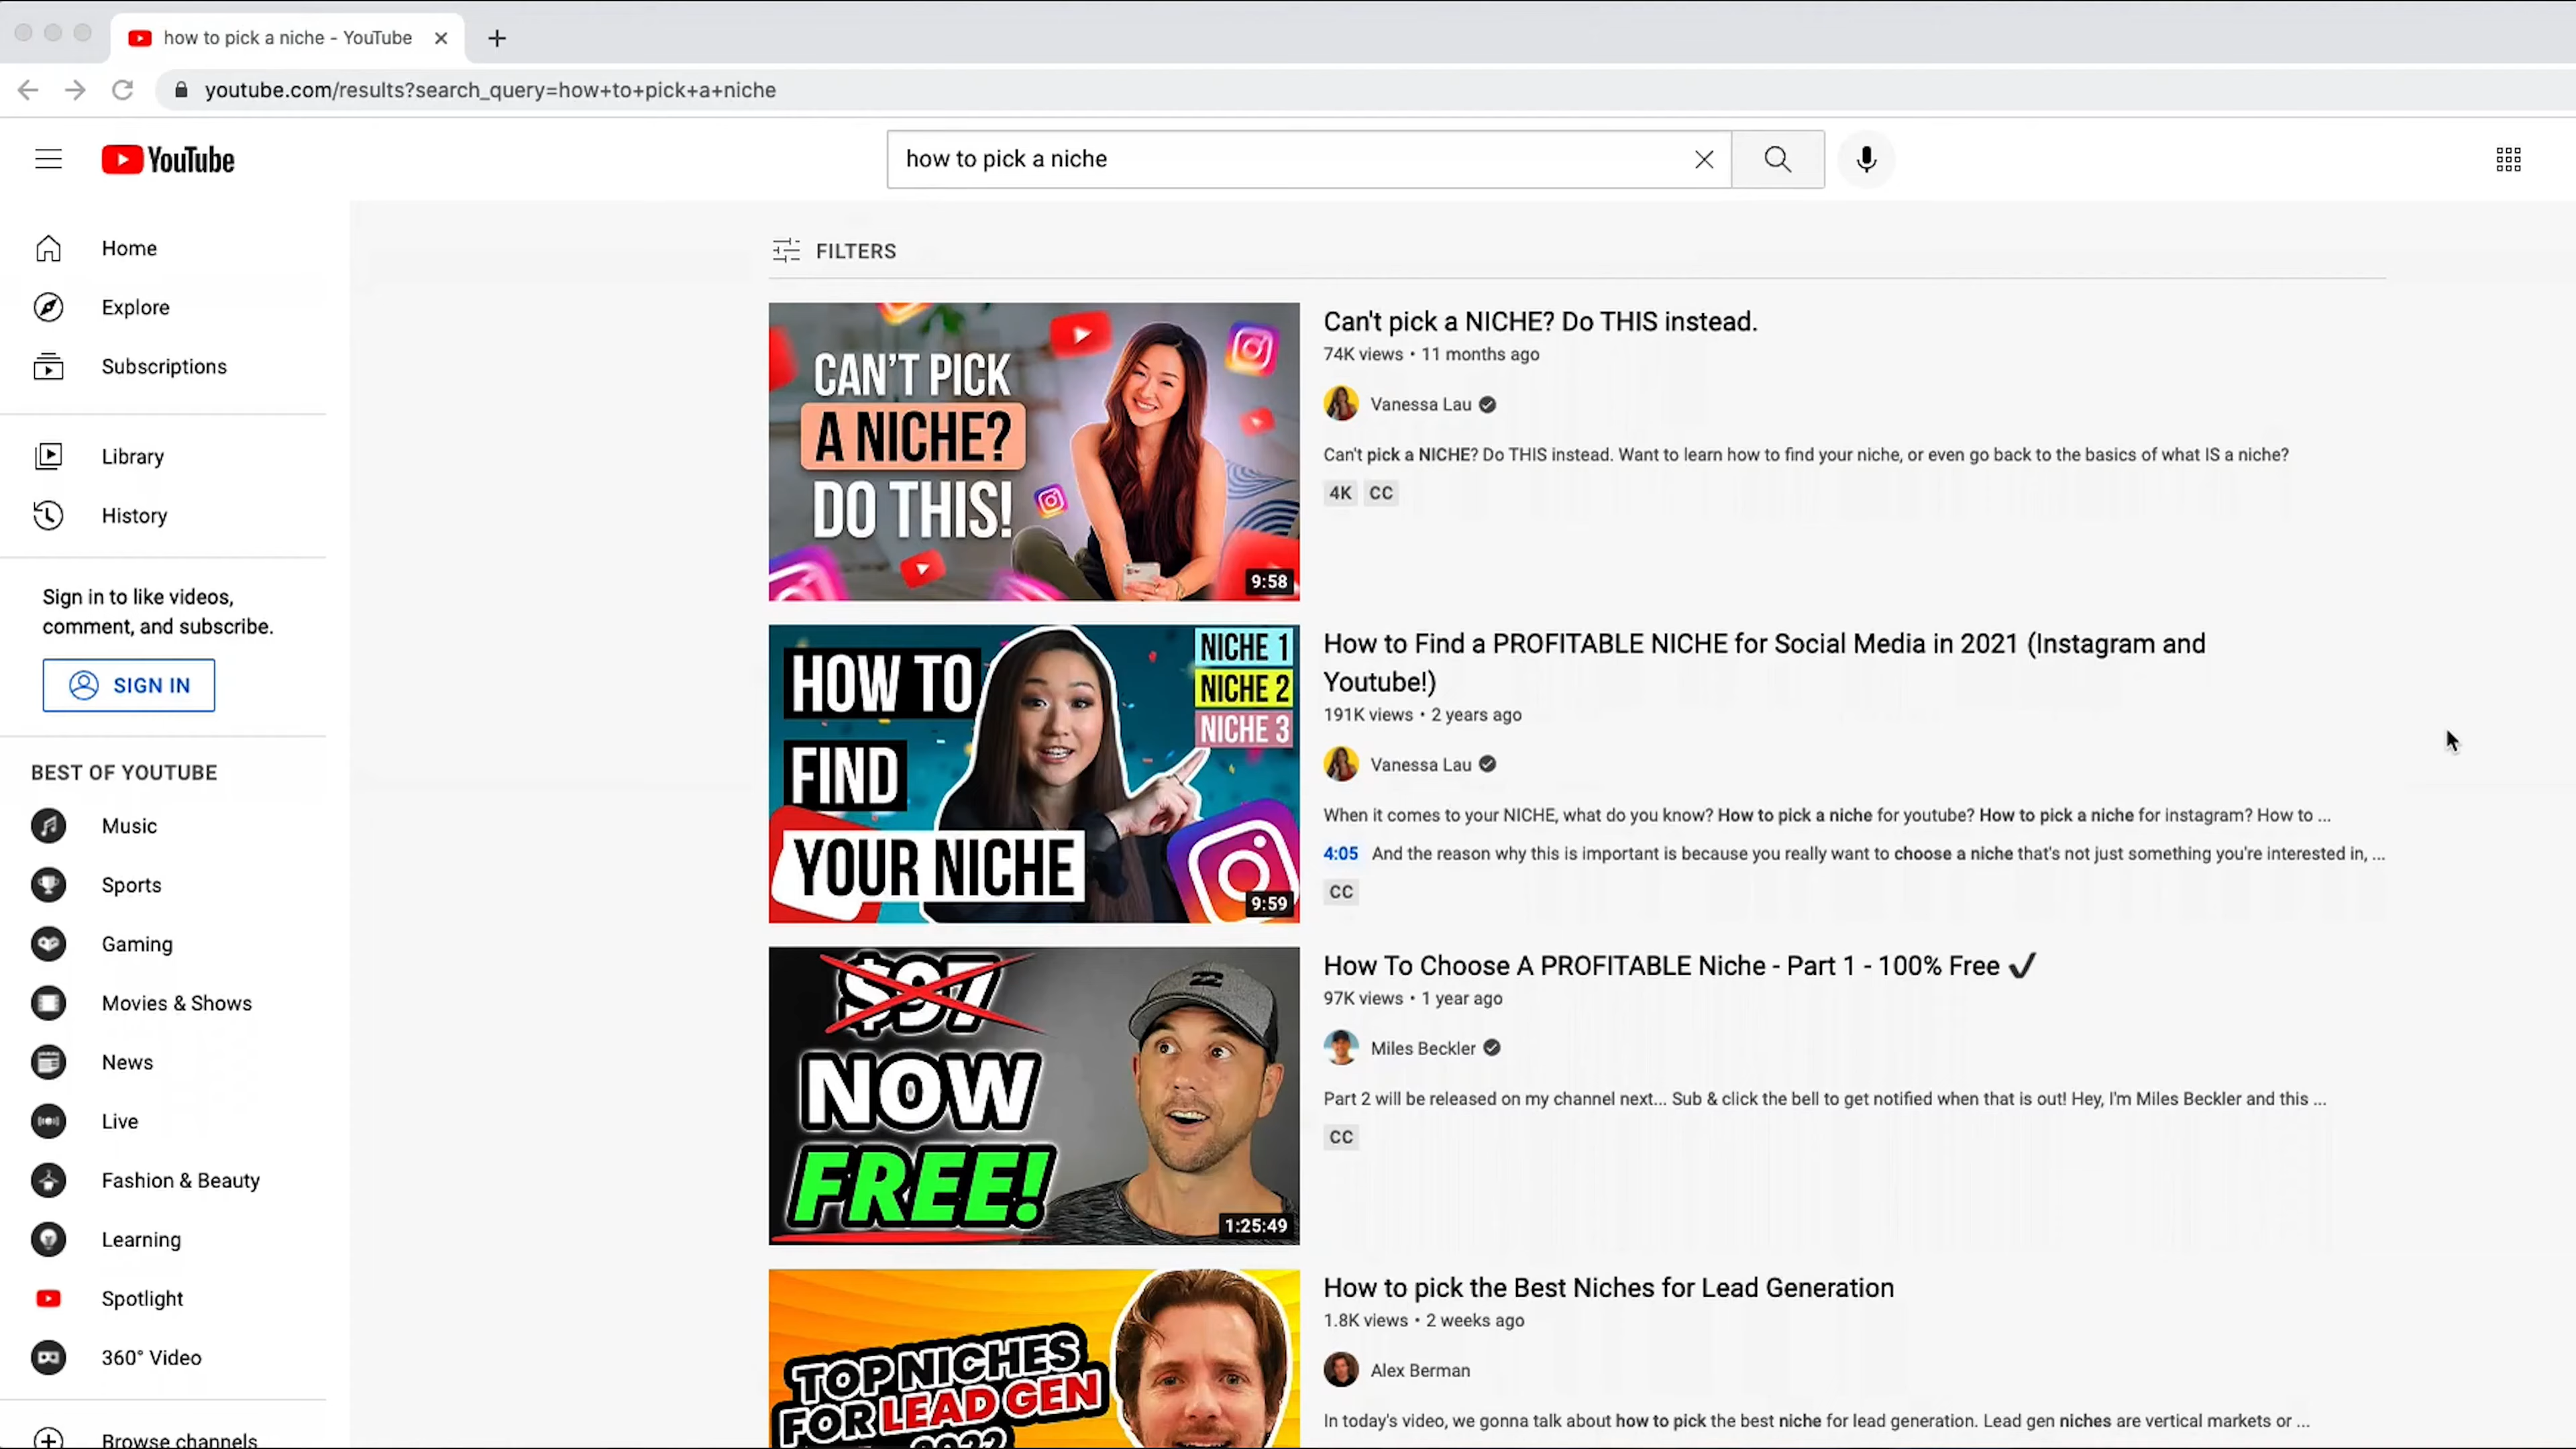 how to pick a niche - YouTube
youtube.com/results?search_query=how+to+pick+a+niche
YouTube
how to pick a niche
Home
Explore
Subscriptions
Library
History
Sign in to like videos,
comment, and subscribe.
SIGN IN
BEST OF YOUTUBE
Music
Sports
Gaming
Movies & Shows
News
Live
Fashion & Beauty
Learning
Spotlight
360° Video
Browse channels
FILTERS
CAN'T PICK
A NICHE?
DO THIS!
9:58
Can't pick a NICHE? Do THIS instead.
74K views • 11 months ago
Vanessa Lau
Can't pick a NICHE? Do THIS instead. Want to learn how to find your niche, or even go back to the basics of what IS a niche?
4K CC
HOW TO
FIND
YOUR NICHE
NICHE 1
NICHE 2
NICHE 3
9:59
How to Find a PROFITABLE NICHE for Social Media in 2021 (Instagram and
Youtube!)
191K views • 2 years ago
Vanessa Lau
When it comes to your NICHE, what do you know? How to pick a niche for youtube? How to pick a niche for instagram? How to ...
4:05 And the reason why this is important is because you really want to choose a niche that's not just something you're interested in, ...
CC
$97
NOW
FREE!
1:25:49
How To Choose A PROFITABLE Niche - Part 1 - 100% Free ✔
97K views • 1 year ago
Miles Beckler
Part 2 will be released on my channel next... Sub & click the bell to get notified when that is out! Hey, I'm Miles Beckler and this ...
CC
TOP NICHES
FOR LEAD GEN
2022
How to pick the Best Niches for Lead Generation
1.8K views • 2 weeks ago
Alex Berman
In today's video, we gonna talk about how to pick the best niche for lead generation. Lead gen niches are vertical markets or ...